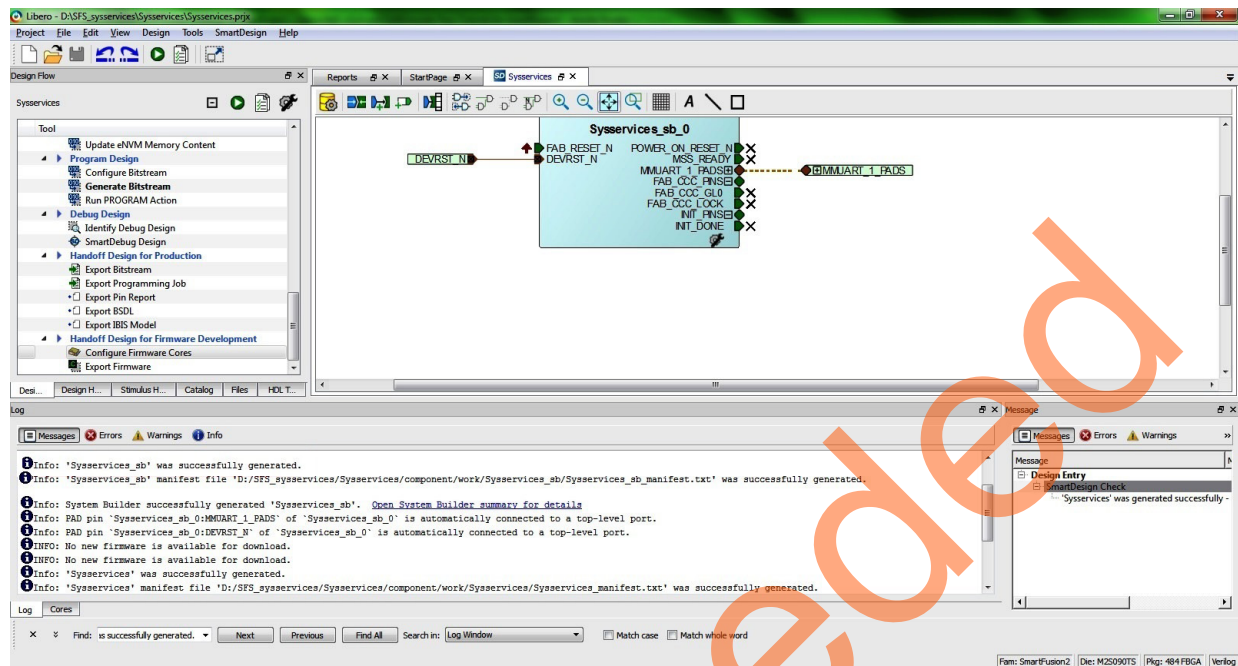 Libero - D:\SFS_sysservices\Sysservices\Sysservices.prjx
Project File Edit View Design Tools SmartDesign Help
Design Flow
Reports
StartPage
SD Sysservices
Sysservices
Tool
Update eNVM Memory Content
Program Design
Configure Bitstream
Generate Bitstream
Run PROGRAM Action
Debug Design
Identify Debug Design
SmartDebug Design
Handoff Design for Production
Export Bitstream
Export Programming Job
Export Pin Report
Export BSDL
Export IBIS Model
Handoff Design for Firmware Development
Configure Firmware Cores
Export Firmware
Desi... Design H... Stimulus H... Catalog Files HDL T...
A
Sysservices_sb_0
DEVRST_N
FAB_RESET_N
DEVRST_N
POWER_ON_RESET_N
MSS_READY
MMUART_1_PADS
FAB_CCC_PINS
FAB_CCC_GL0
FAB_CCC_LOCK
INIT_PINS
INIT_DONE
MMUART_1_PADS
Log
Messages Errors Warnings Info
Info: 'Sysservices_sb' was successfully generated.
Info: 'Sysservices_sb' manifest file 'D:/SFS_sysservices/Sysservices/component/work/Sysservices_sb/Sysservices_sb_manifest.txt' was successfully generated.
Info: System Builder successfully generated 'Sysservices_sb'. Open System Builder summary for details
Info: PAD pin `Sysservices_sb_0:MMUART_1_PADS` of `Sysservices_sb_0` is automatically connected to a top-level port.
Info: PAD pin `Sysservices_sb_0:DEVRST_N` of `Sysservices_sb_0` is automatically connected to a top-level port.
INFO: No new firmware is available for download.
INFO: No new firmware is available for download.
Info: 'Sysservices' was successfully generated.
Info: 'Sysservices' manifest file 'D:/SFS_sysservices/Sysservices/component/work/Sysservices/Sysservices_manifest.txt' was successfully generated.
Log Cores
Message
Messages Errors Warnings »
Message
Design Entry
SmartDesign Check
'Sysservices' was generated successfully -
Find: is successfully generated. Next Previous Find All Search in: Log Window Match case Match whole word
Fam: SmartFusion2 Die: M2S090TS Pkg: 484 FBGA Verilog
ded